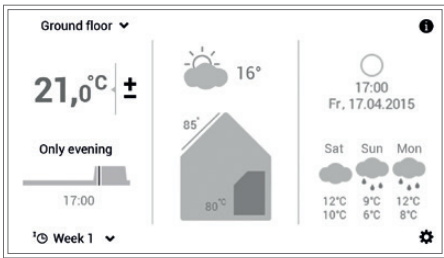 Ground floor
21,0°C ±
Only evening
17:00
Week 1
16°
85°
80°C
17:00
Fr, 17.04.2015
Sat Sun Mon
12°C 9°C 12°C
10°C 6°C 8°C